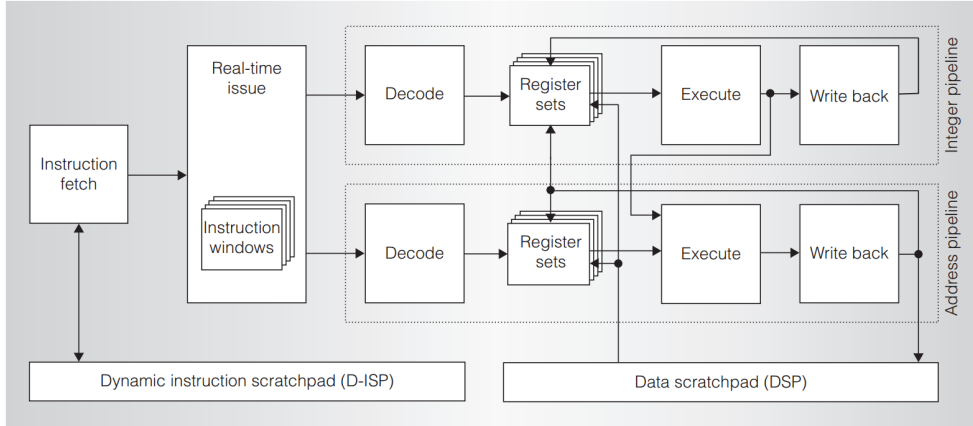 Real-time
issue
Decode
Register
sets
Execute
Write back
Integer pipeline
Instruction
fetch
Instruction
windows
Decode
Register
sets
Execute
Write back
Address pipeline
Dynamic instruction scratchpad (D-ISP)
Data scratchpad (DSP)